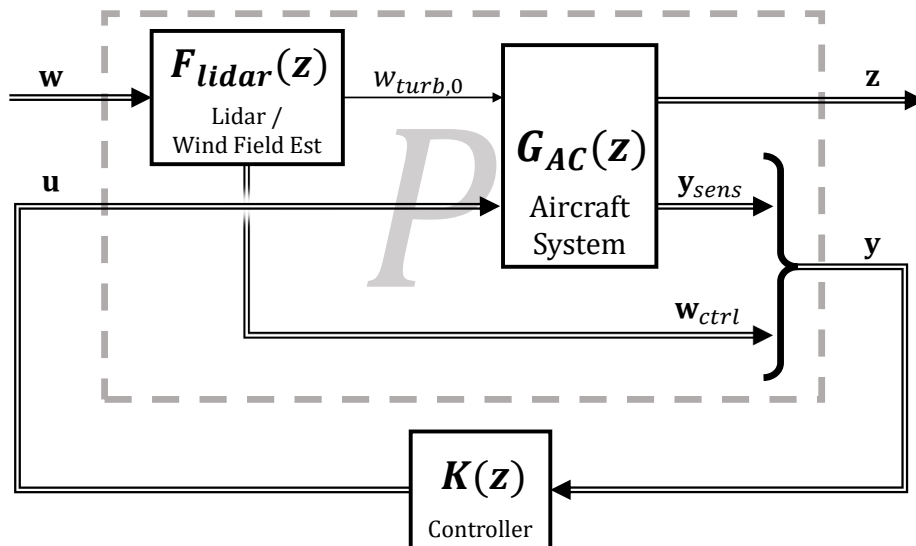 w
F_lidar(z)
Lidar /
Wind Field Est
w_turb,0
z
P
G_AC(z)
Aircraft
System
u
y_sens
y
w_ctrl
K(z)
Controller